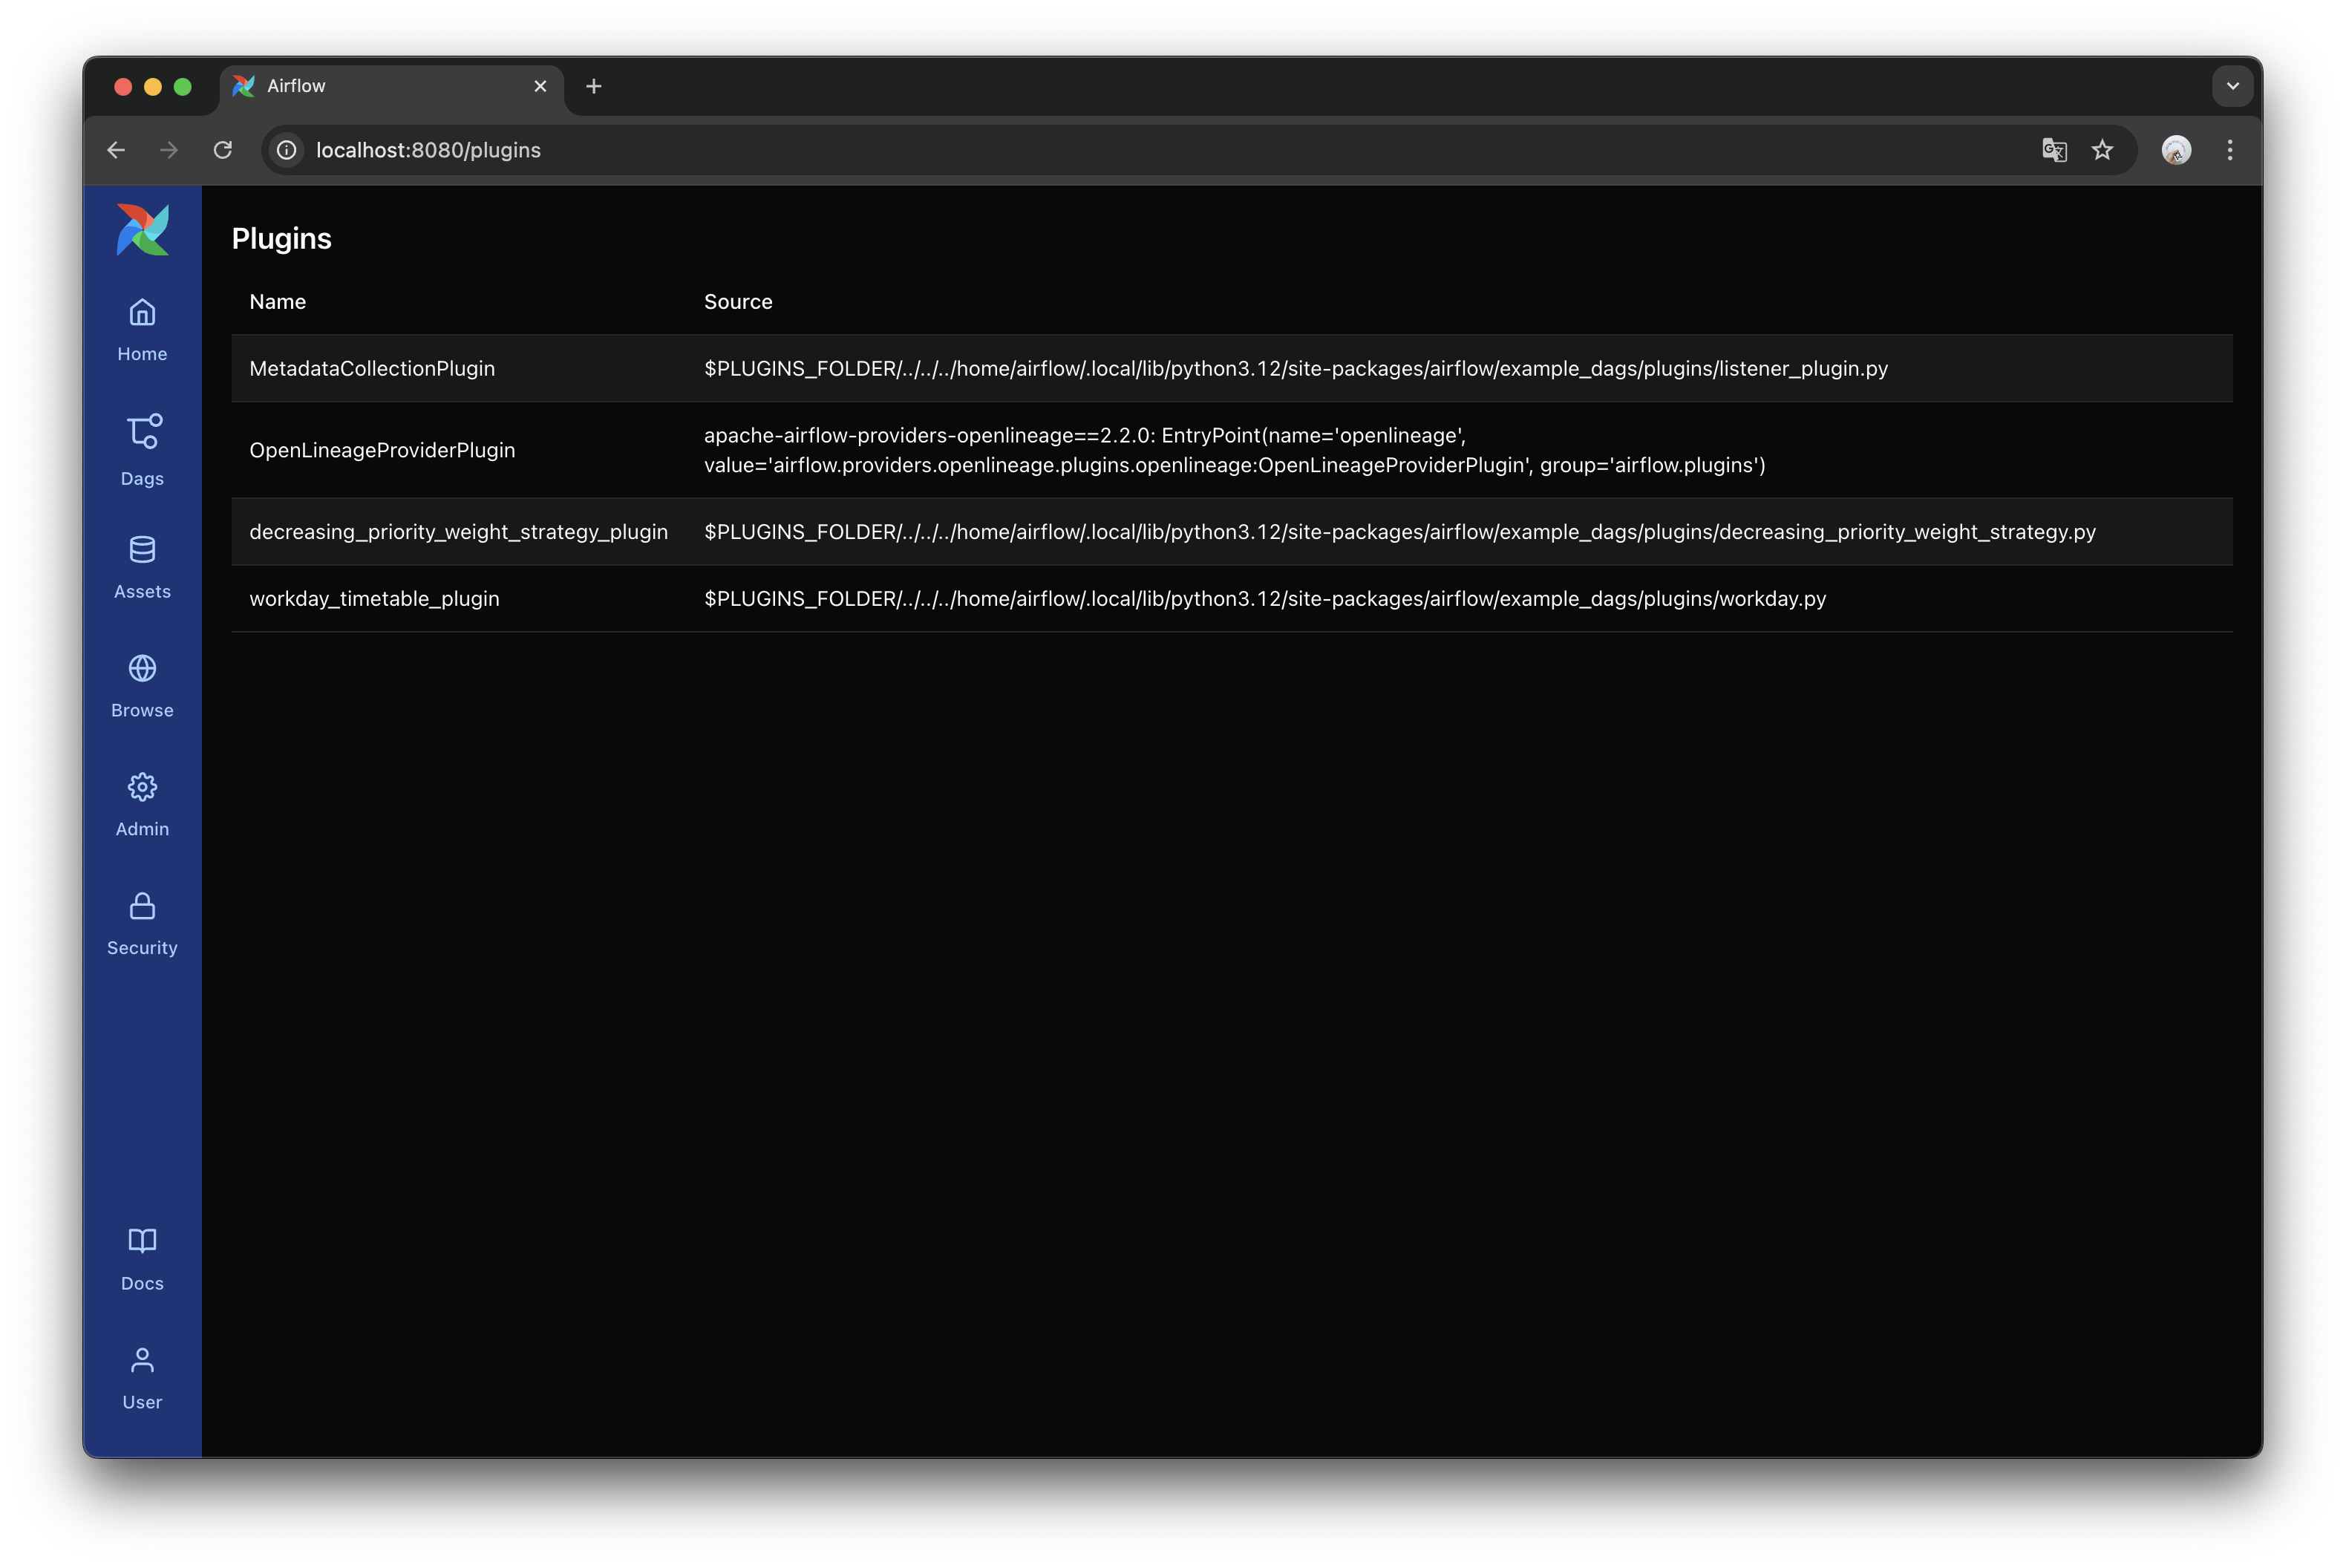 Airflow
localhost:8080/plugins
Plugins
Name Source
MetadataCollectionPlugin $PLUGINS_FOLDER/../../../home/airflow/.local/lib/python3.12/site-packages/airflow/example_dags/plugins/listener_plugin.py
OpenLineageProviderPlugin apache-airflow-providers-openlineage==2.2.0: EntryPoint(name='openlineage',
value='airflow.providers.openlineage.plugins.openlineage:OpenLineageProviderPlugin', group='airflow.plugins')
decreasing_priority_weight_strategy_plugin $PLUGINS_FOLDER/../../../home/airflow/.local/lib/python3.12/site-packages/airflow/example_dags/plugins/decreasing_priority_weight_strategy.py
workday_timetable_plugin $PLUGINS_FOLDER/../../../home/airflow/.local/lib/python3.12/site-packages/airflow/example_dags/plugins/workday.py
Home
Dags
Assets
Browse
Admin
Security
Docs
User